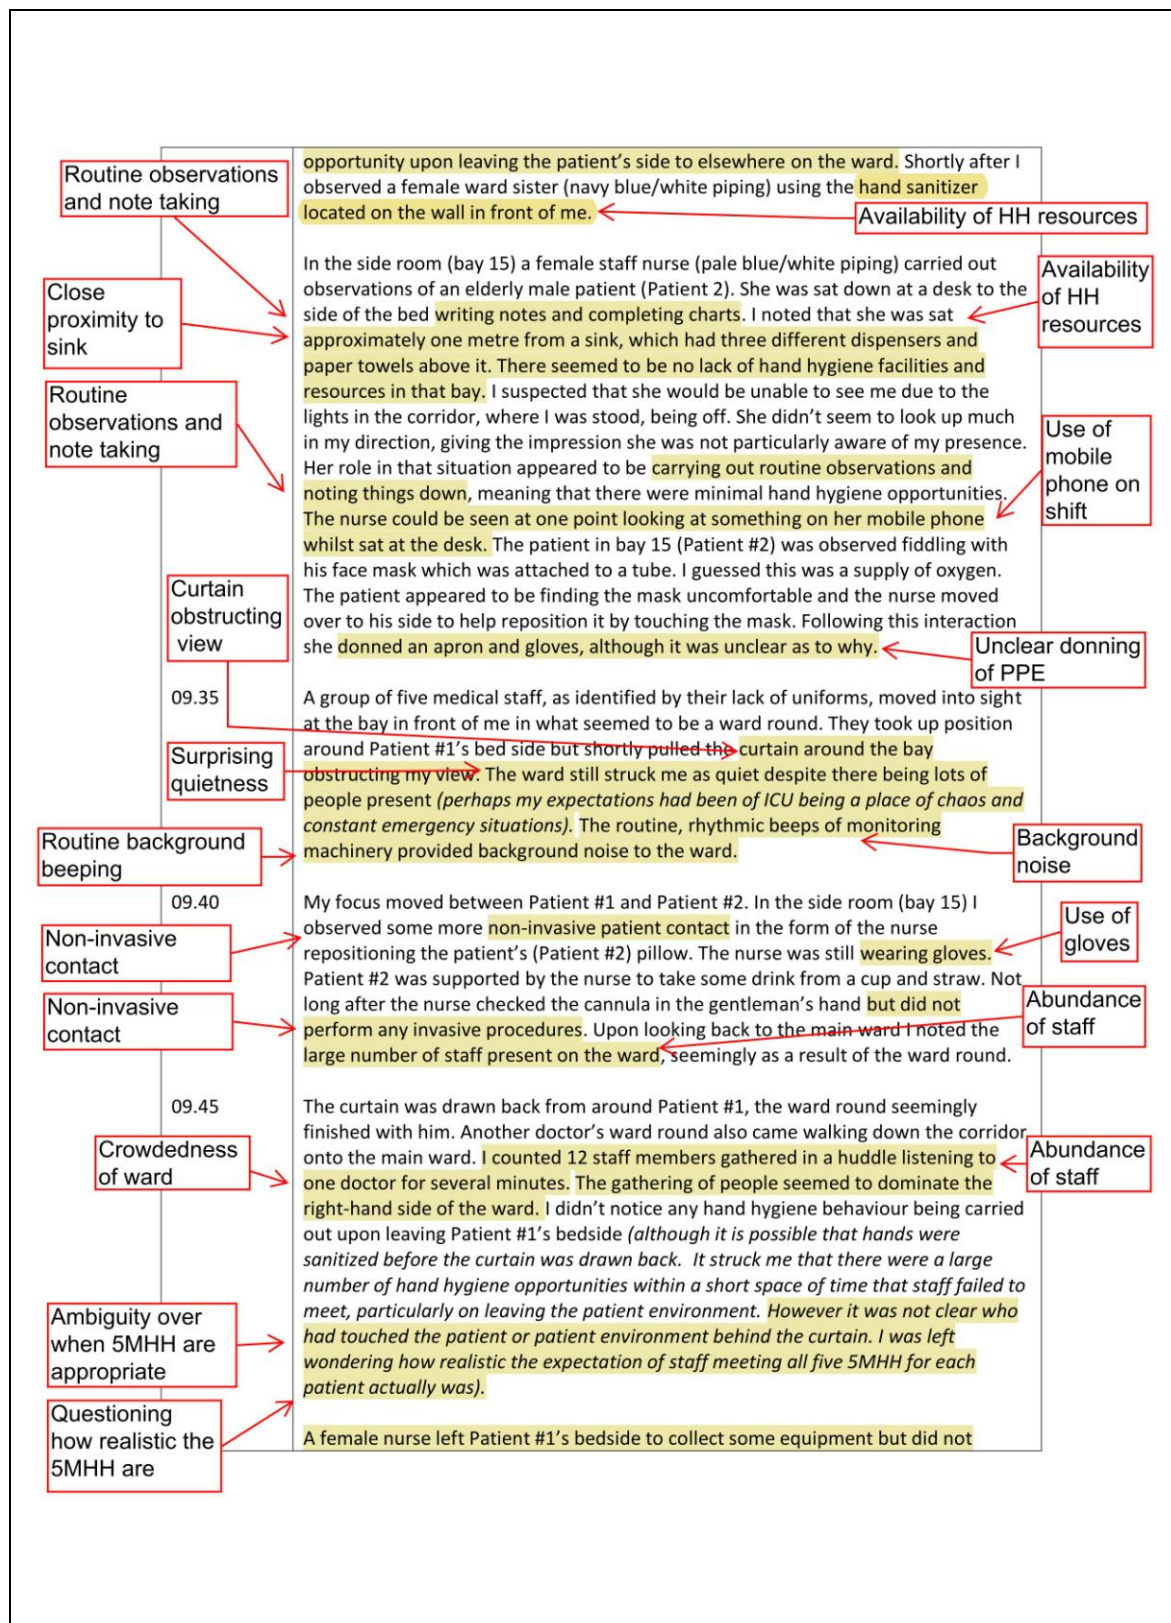 opportunity upon leaving the patient's side to elsewhere on the ward. Shortly after I
observed a female ward sister (navy blue/white piping) using the hand sanitizer
located on the wall in front of me.
Routine observations
and note taking
Availability of HH resources
In the side room (bay 15) a female staff nurse (pale blue/white piping) carried out
observations of an elderly male patient (Patient 2). She was sat down at a desk to the
side of the bed writing notes and completing charts. I noted that she was sat
approximately one metre from a sink, which had three different dispensers and
paper towels above it. There seemed to be no lack of hand hygiene facilities and
resources in that bay. I suspected that she would be unable to see me due to the
lights in the corridor, where I was stood, being off. She didn't seem to look up much
in my direction, giving the impression she was not particularly aware of my presence.
Her role in that situation appeared to be carrying out routine observations and
noting things down, meaning that there were minimal hand hygiene opportunities.
The nurse could be seen at one point looking at something on her mobile phone
whilst sat at the desk. The patient in bay 15 (Patient #2) was observed fiddling with
his face mask which was attached to a tube. I guessed this was a supply of oxygen.
The patient appeared to be finding the mask uncomfortable and the nurse moved
over to his side to help reposition it by touching the mask. Following this interaction
she donned an apron and gloves, although it was unclear as to why.
Close
proximity to
sink
Availability
of HH
resources
Routine
observations and
note taking
Use of
mobile
phone on
shift
Curtain
obstructing
view
Unclear donning
of PPE
09.35
A group of five medical staff, as identified by their lack of uniforms, moved into sight
at the bay in front of me in what seemed to be a ward round. They took up position
around Patient #1's bed side but shortly pulled the curtain around the bay
obstructing my view. The ward still struck me as quiet despite there being lots of
people present (perhaps my expectations had been of ICU being a place of chaos and
constant emergency situations). The routine, rhythmic beeps of monitoring
machinery provided background noise to the ward.
Surprising
quietness
Routine background
beeping
Background
noise
09.40
My focus moved between Patient #1 and Patient #2. In the side room (bay 15) I
observed some more non-invasive patient contact in the form of the nurse
repositioning the patient's (Patient #2) pillow. The nurse was still wearing gloves.
Patient #2 was supported by the nurse to take some drink from a cup and straw. Not
long after the nurse checked the cannula in the gentleman's hand but did not
perform any invasive procedures. Upon looking back to the main ward I noted the
large number of staff present on the ward, seemingly as a result of the ward round.
Non-invasive
contact
Use of
gloves
Non-invasive
contact
Abundance
of staff
09.45
The curtain was drawn back from around Patient #1, the ward round seemingly
finished with him. Another doctor's ward round also came walking down the corridor
onto the main ward. I counted 12 staff members gathered in a huddle listening to
one doctor for several minutes. The gathering of people seemed to dominate the
right-hand side of the ward. I didn't notice any hand hygiene behaviour being carried
out upon leaving Patient #1's bedside (although it is possible that hands were
sanitized before the curtain was drawn back. It struck me that there were a large
number of hand hygiene opportunities within a short space of time that staff failed to
meet, particularly on leaving the patient environment. However it was not clear who
had touched the patient or patient environment behind the curtain. I was left
wondering how realistic the expectation of staff meeting all five 5MHH for each
patient actually was).
Crowdedness
of ward
Abundance
of staff
Ambiguity over
when 5MHH are
appropriate
Questioning
how realistic the
5MHH are
A female nurse left Patient #1's bedside to collect some equipment but did not